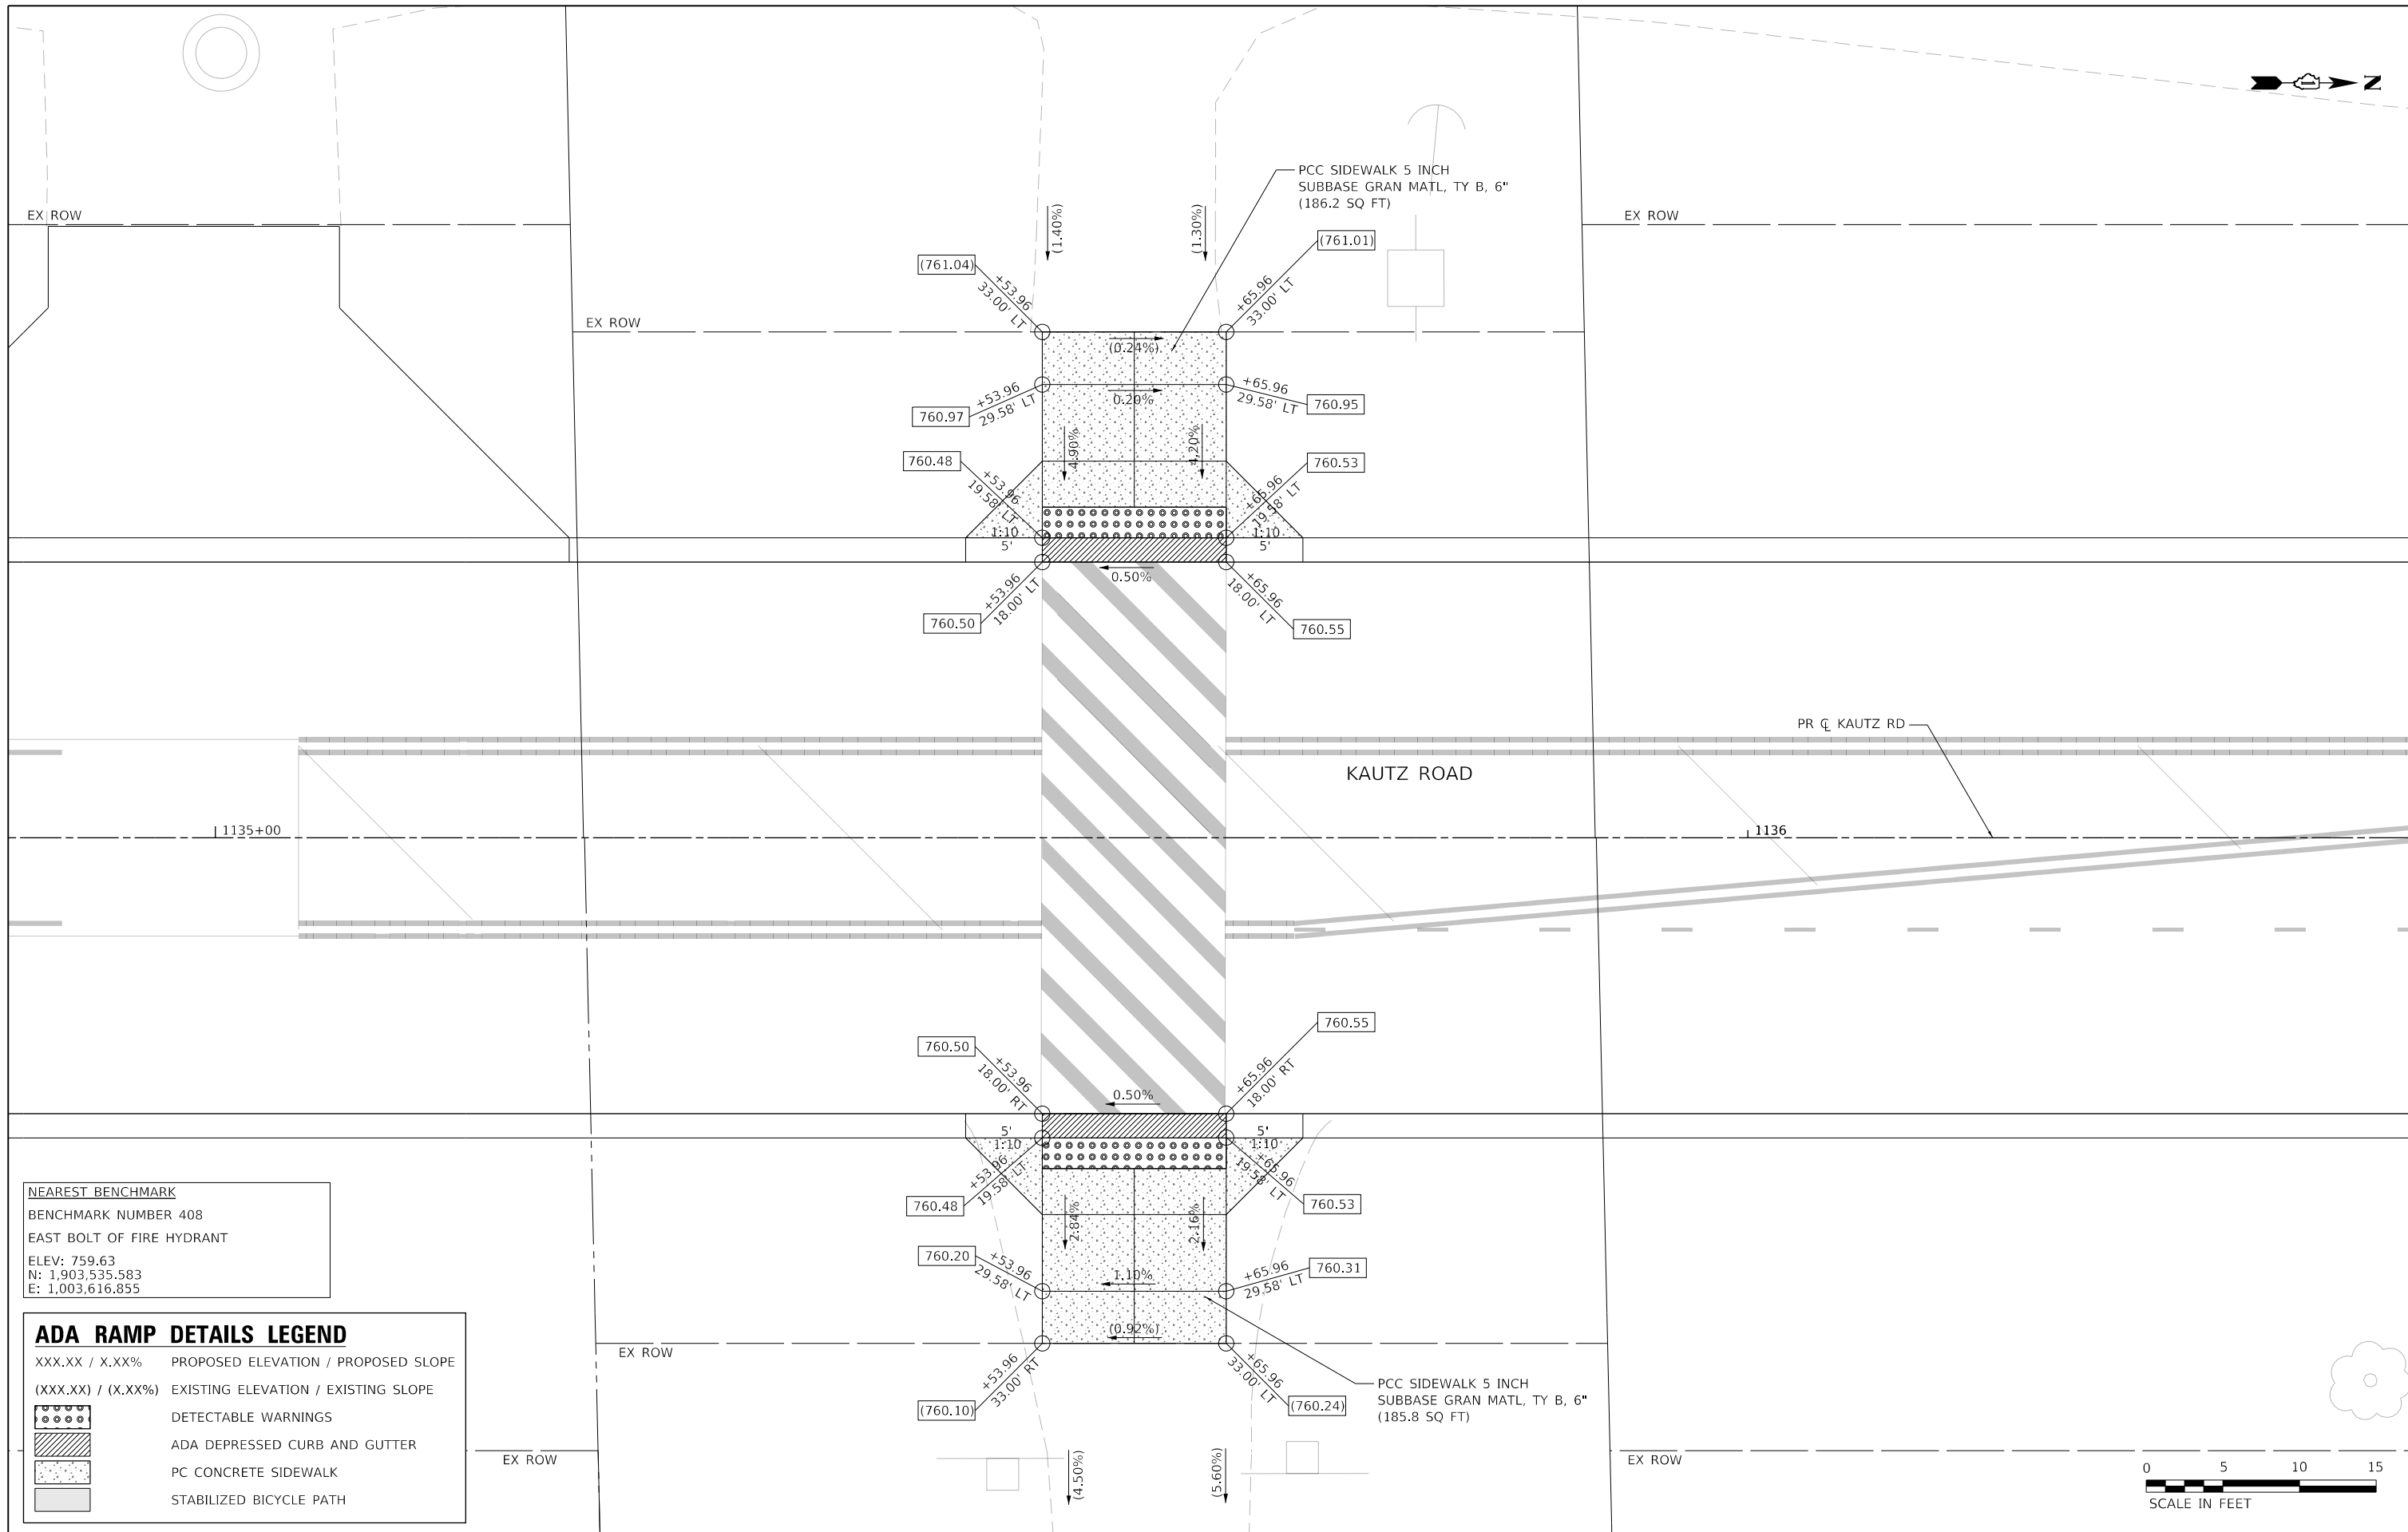 N
PCC SIDEWALK 5 INCH
SUBBASE GRAN MATL, TY B, 6"
(186.2 SQ FT)
EX ROW
EX ROW
EX ROW
(1.40%)
(1.30%)
(761.04)
+53.96
33.00' LT
(761.01)
+65.96
33.00' LT
(0.24%)
760.97
+53.96
29.58' LT
0.20%
+65.96
29.58' LT
760.95
760.48
+53.96
19.58' LT
4.90%
4.20%
760.53
+65.96
19.58' LT
1:10
5'
1:10
5'
0.50%
760.50
+53.96
18.00' LT
+65.96
18.00' LT
760.55
PR ℄ KAUTZ RD
KAUTZ ROAD
1135+00
1136
760.50
+53.96
18.00' RT
760.55
+65.96
18.00' RT
0.50%
5'
1:10
5'
1:10
760.48
+53.96
19.58' LT
2.84%
2.16%
+65.96
19.58' LT
760.53
760.20
+53.96
29.58' LT
1.10%
+65.96
29.58' LT
760.31
(0.92%)
(760.10)
+53.96
33.00' RT
+65.96
33.00' LT
(760.24)
EX ROW
EX ROW
EX ROW
PCC SIDEWALK 5 INCH
SUBBASE GRAN MATL, TY B, 6"
(185.8 SQ FT)
(4.50%)
(5.60%)
NEAREST BENCHMARK
BENCHMARK NUMBER 408
EAST BOLT OF FIRE HYDRANT
ELEV: 759.63
N: 1,903,535.583
E: 1,003,616.855
ADA RAMP DETAILS LEGEND
XXX.XX / X.XX% PROPOSED ELEVATION / PROPOSED SLOPE
(XXX.XX) / (X.XX%) EXISTING ELEVATION / EXISTING SLOPE
DETECTABLE WARNINGS
ADA DEPRESSED CURB AND GUTTER
PC CONCRETE SIDEWALK
STABILIZED BICYCLE PATH
0 5 10 15
SCALE IN FEET